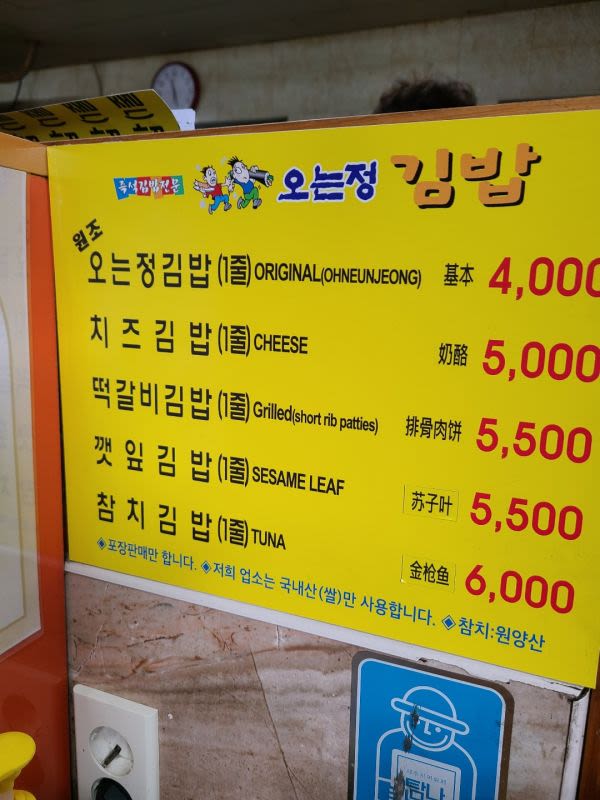 특선김밥전문 오는정 김밥
원조
오는정김밥(1줄) ORIGINAL(OHNEUNJEONG) 基本 4,000
치즈김밥(1줄) CHEESE 奶酪 5,000
떡갈비김밥(1줄) Grilled(short rib patties) 排骨肉饼 5,500
깻잎김밥(1줄) SESAME LEAF 苏子叶 5,500
참치김밥(1줄) TUNA 金枪鱼 6,000
◈포장판매만 합니다. ◈저희 업소는 국내산(쌀)만 사용합니다. ◈참치:원양산
탐나